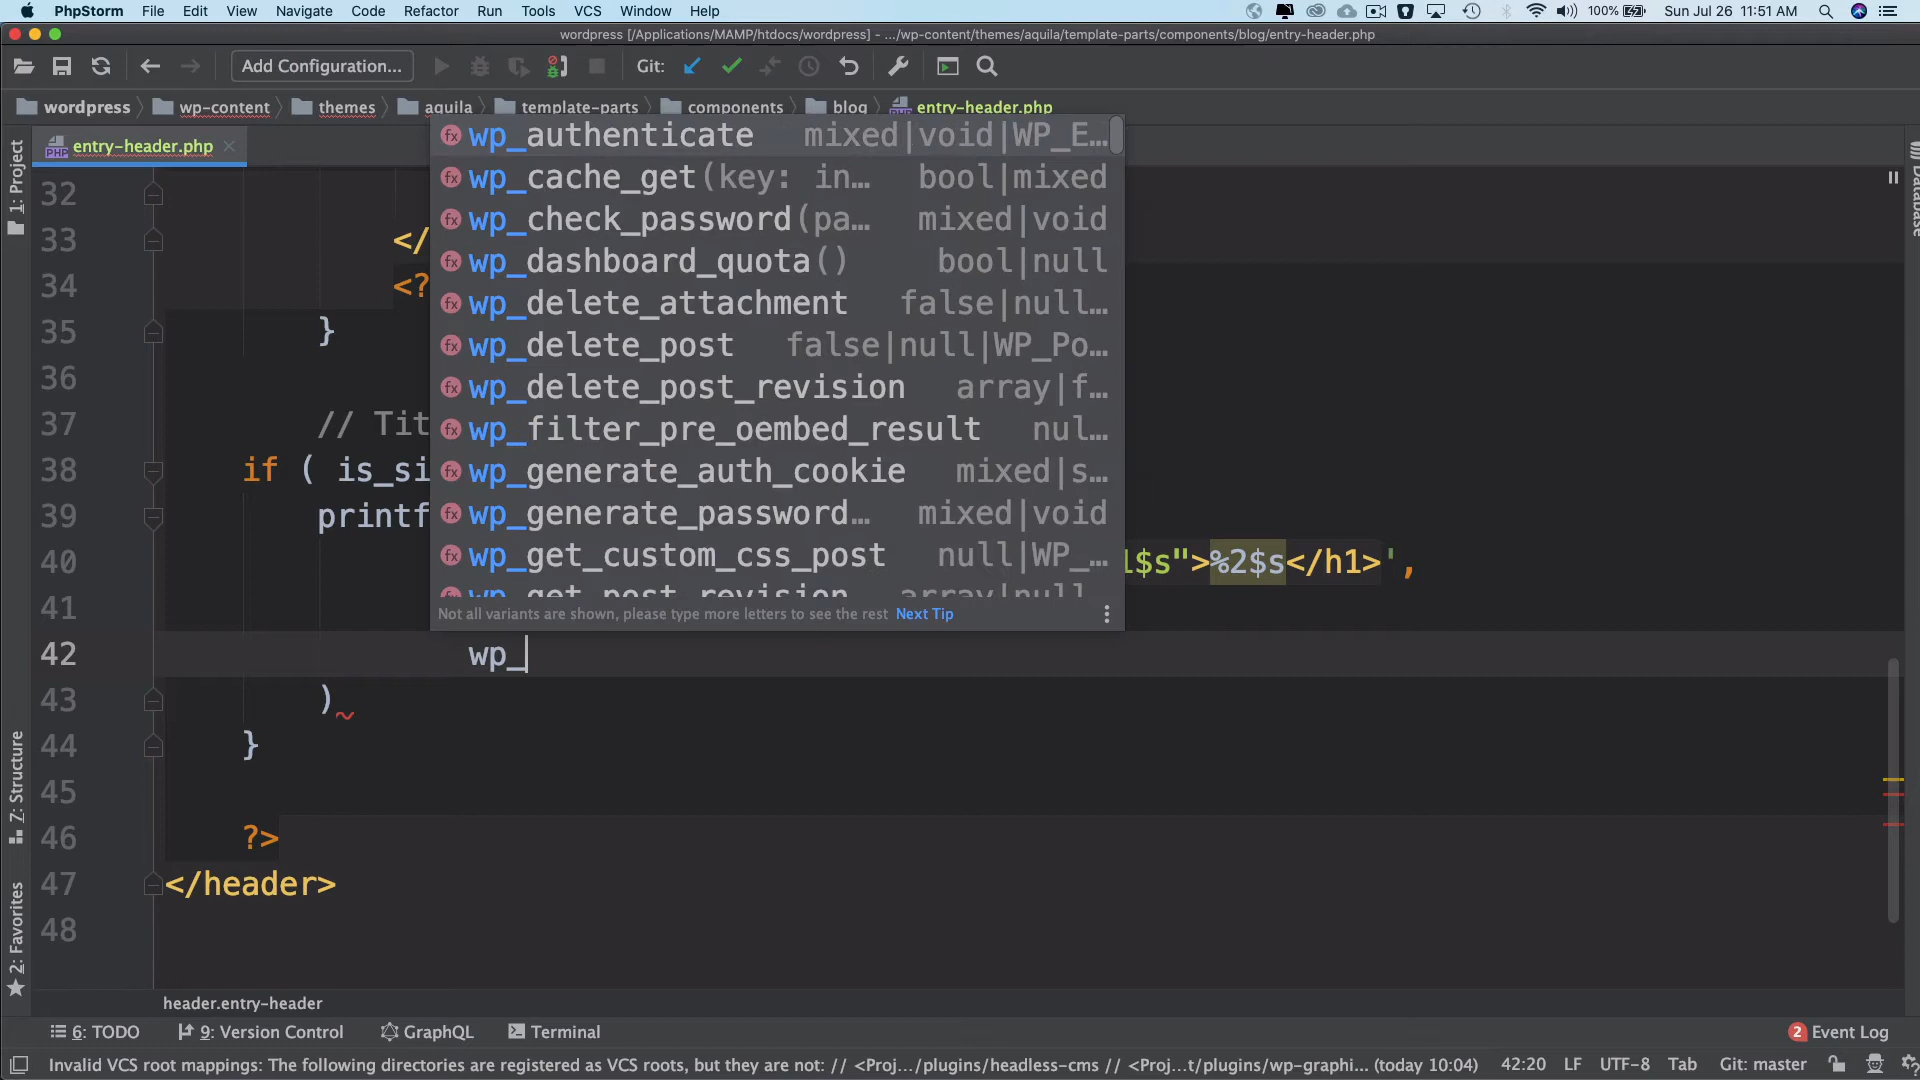 PhpStorm File Edit View Navigate Code Refactor Run Tools VCS Window Help 100% Sun Jul 26 11:51 AM
wordpress [/Applications/MAMP/htdocs/wordpress] - .../wp-content/themes/aquila/template-parts/components/blog/entry-header.php
Add Configuration... Git:
wordpress wp-content themes aquila template-parts components blog entry-header.php
entry-header.php
1: Project
Database
Z: Structure
2: Favorites
wp_authenticate mixed|void|WP_E...
wp_cache_get(key: in... bool|mixed
wp_check_password(pa... mixed|void
wp_dashboard_quota() bool|null
wp_delete_attachment false|null...
wp_delete_post false|null|WP_Po...
wp_delete_post_revision array|f...
wp_filter_pre_oembed_result nul...
wp_generate_auth_cookie mixed|s...
wp_generate_password... mixed|void
wp_get_custom_css_post null|WP_...
wp_get_post_revision array|null
Not all variants are shown, please type more letters to see the rest Next Tip
32
33 </
34 <?
35 }
36
37 // Tit
38 if ( is_si
39 printf
40 1$s">%2$s</h1>',
41
42 wp_
43 )
44 }
45
46 ?>
47 </header>
48
header.entry-header
6: TODO 9: Version Control GraphQL Terminal 2 Event Log
Invalid VCS root mappings: The following directories are registered as VCS roots, but they are not: // <Proj.../plugins/headless-cms // <Proj...t/plugins/wp-graphi... (today 10:04) 42:20 LF UTF-8 Tab Git: master